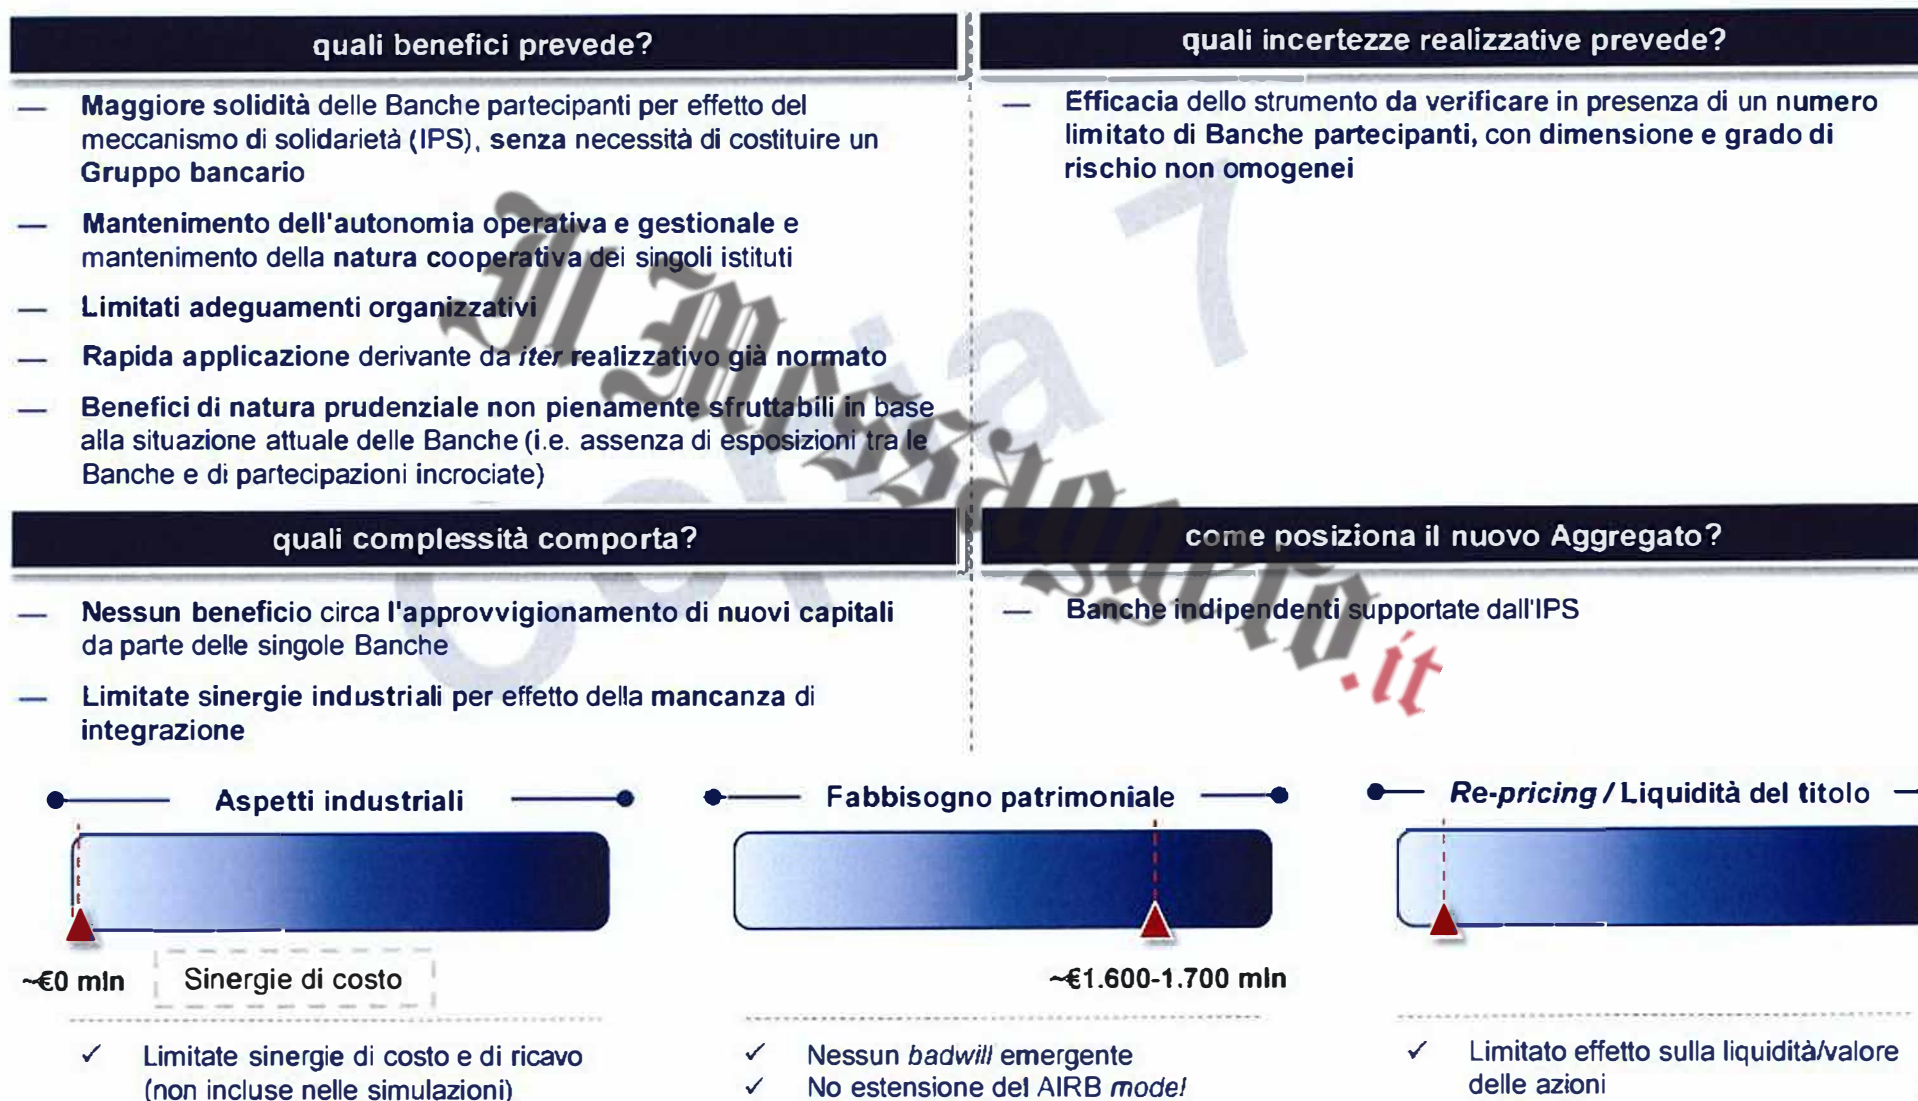 quali benefici prevede?
— Maggiore solidità delle Banche partecipanti per effetto del
meccanismo di solidarietà (IPS), senza necessità di costituire un
Gruppo bancario
— Mantenimento dell'autonomia operativa e gestionale e
mantenimento della natura cooperativa dei singoli istituti
— Limitati adeguamenti organizzativi
— Rapida applicazione derivante da iter realizzativo già normato
— Benefici di natura prudenziale non pienamente sfruttabili in base
alla situazione attuale delle Banche (i.e. assenza di esposizioni tra le
Banche e di partecipazioni incrociate)
quali incertezze realizzative prevede?
— Efficacia dello strumento da verificare in presenza di un numero
limitato di Banche partecipanti, con dimensione e grado di
rischio non omogenei
quali complessità comporta?
— Nessun beneficio circa l'approvvigionamento di nuovi capitali
da parte delle singole Banche
— Limitate sinergie industriali per effetto della mancanza di
integrazione
come posiziona il nuovo Aggregato?
— Banche indipendenti supportate dall'IPS
Copia 7
Il Messaggero.it
Aspetti industriali
~€0 mln
Sinergie di costo
✓ Limitate sinergie di costo e di ricavo
(non incluse nelle simulazioni)
Fabbisogno patrimoniale
~€1.600-1.700 mln
✓ Nessun badwill emergente
✓ No estensione del AIRB model
Re-pricing / Liquidità del titolo
✓ Limitato effetto sulla liquidità/valore
delle azioni